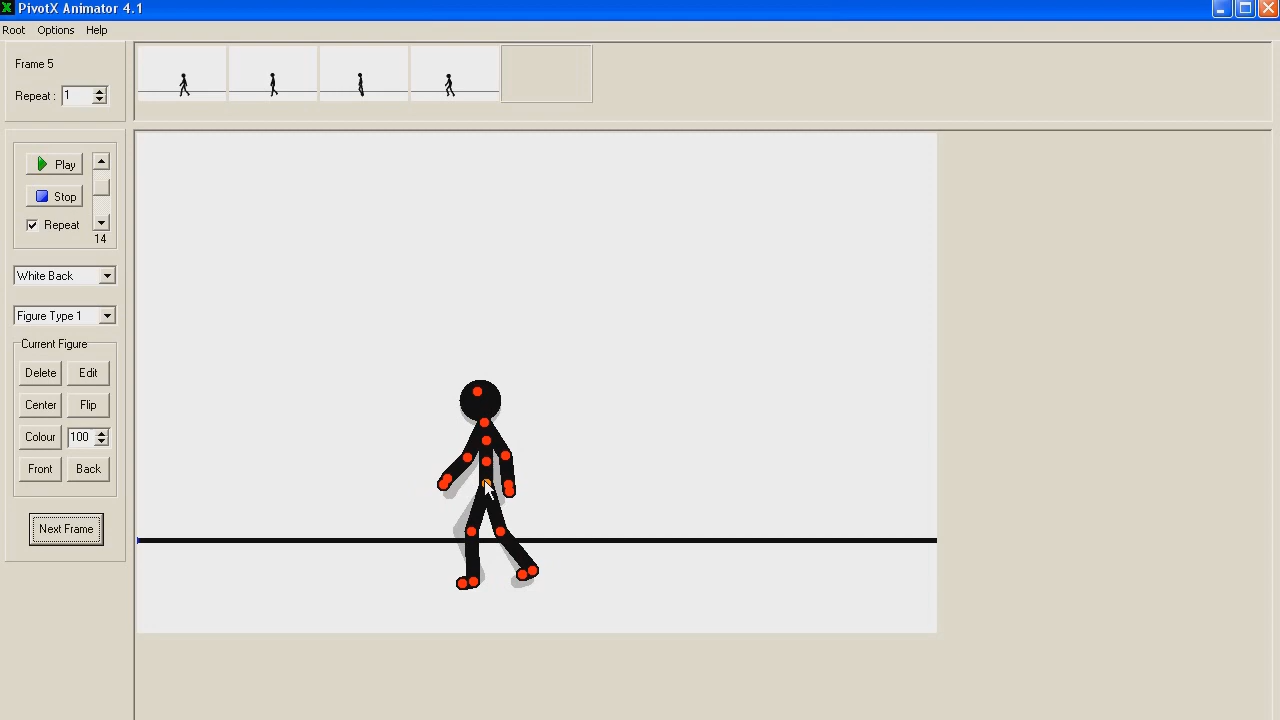 PivotX Animator 4.1
Root Options Help
Frame 5
Repeat : 1
Play
Stop
Repeat
14
White Back
Figure Type 1
Current Figure
Delete Edit
Center Flip
Colour 100
Front Back
Next Frame